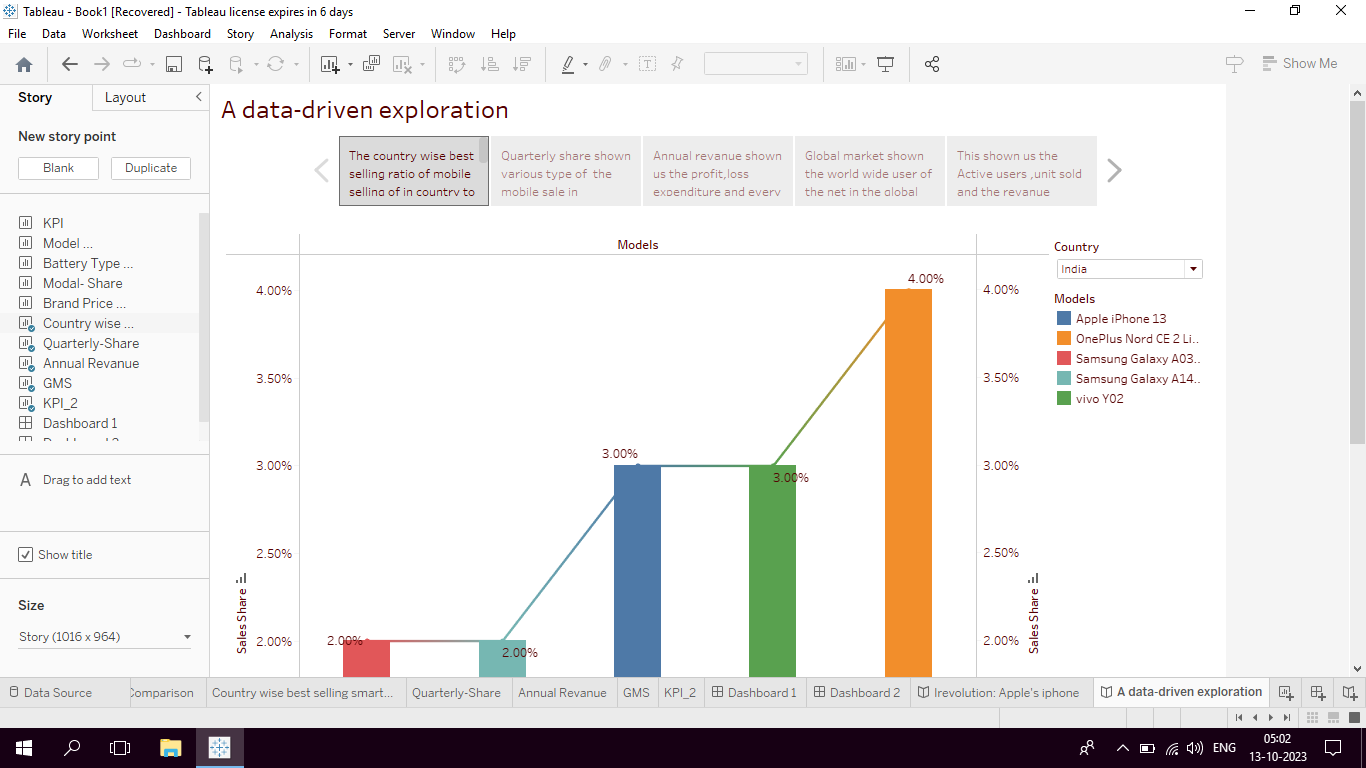 Tableau - Book1 [Recovered] - Tableau license expires in 6 days
File Data Worksheet Dashboard Story Analysis Format Server Window Help
Show Me
Story
Layout
New story point
Blank
Duplicate
KPI
Model ...
Battery Type ...
Modal- Share
Brand Price ...
Country wise ...
Quarterly-Share
Annual Revanue
GMS
KPI_2
Dashboard 1
A Drag to add text
Show title
Size
Story (1016 x 964)
A data-driven exploration
The country wise best
selling ratio of mobile
selling of in country to
Quarterly share shown
various type of the
mobile sale in
Annual revanue shown
us the profit,loss
expenditure and every
Global market shown
the world wide user of
the net in the global
This shown us the
Active users ,unit sold
and the revanue
Models
4.00%
3.50%
3.00%
2.50%
2.00%
Sales Share
4.00%
3.00%
3.00%
2.00%
2.00%
4.00%
3.50%
3.00%
2.50%
2.00%
Sales Share
Country
India
Models
Apple iPhone 13
OnePlus Nord CE 2 Li..
Samsung Galaxy A03..
Samsung Galaxy A14..
vivo Y02
Data Source
Comparison
Country wise best selling smart...
Quarterly-Share
Annual Revanue
GMS
KPI_2
Dashboard 1
Dashboard 2
Irevolution: Apple's iphone
A data-driven exploration
ENG
05:02
13-10-2023